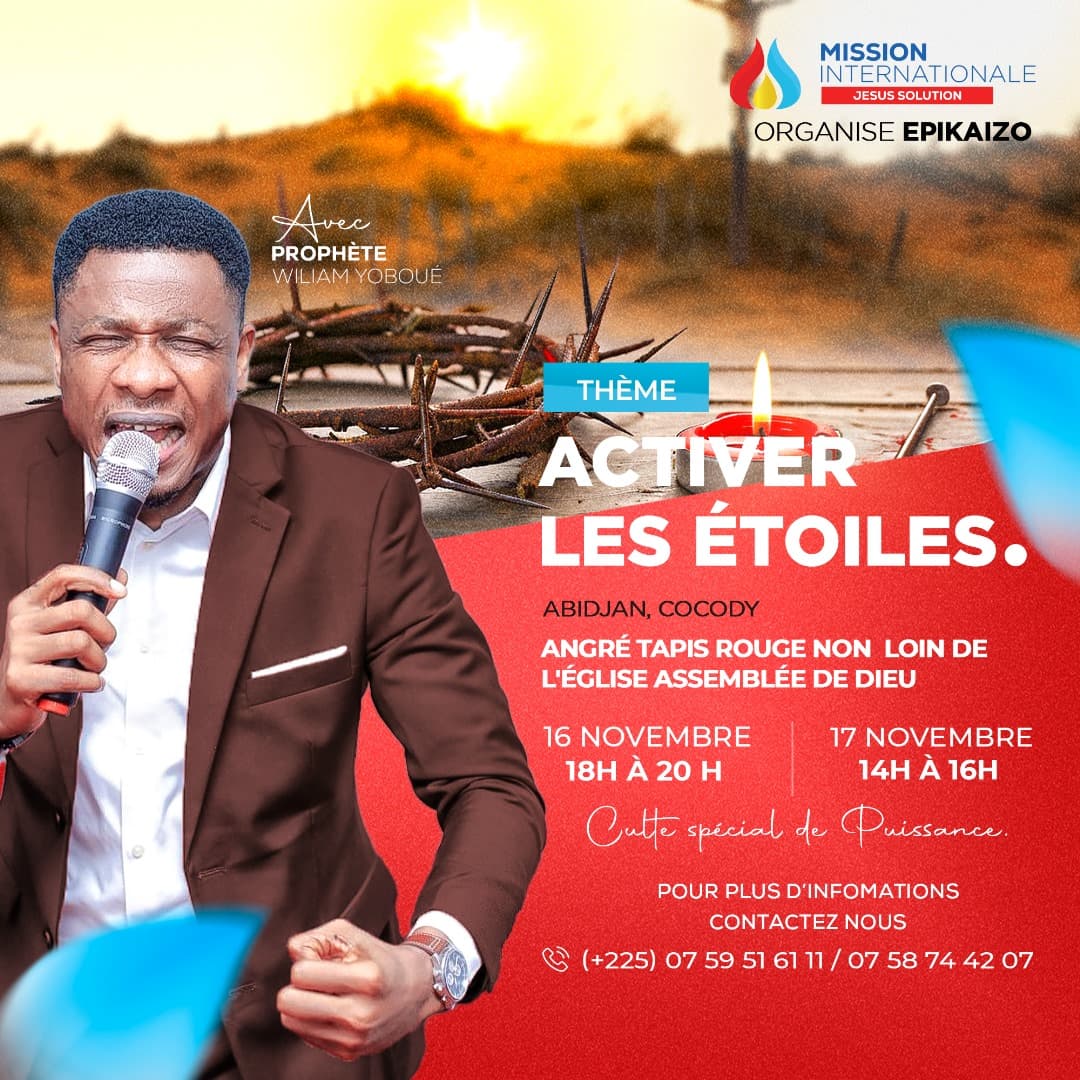 MISSION
INTERNATIONALE
JESUS SOLUTION
ORGANISE EPIKAIZO
Avec
PROPHÈTE
WILIAM YOBOUÉ
THÈME
ACTIVER
LES ÉTOILES.
ABIDJAN, COCODY
ANGRÉ TAPIS ROUGE NON LOIN DE
L'ÉGLISE ASSEMBLÉE DE DIEU
16 NOVEMBRE
18H À 20 H
17 NOVEMBRE
14H À 16H
Culte spécial de Puissance.
POUR PLUS D'INFOMATIONS
CONTACTEZ NOUS
(+225) 07 59 51 61 11 / 07 58 74 42 07